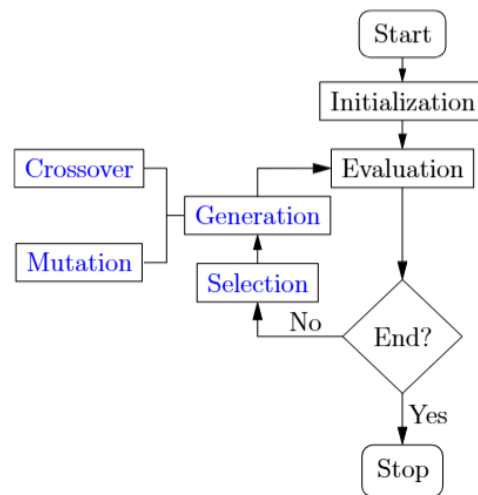 Start
Initialization
Evaluation
Crossover
Generation
Mutation
Selection
No
End?
Yes
Stop